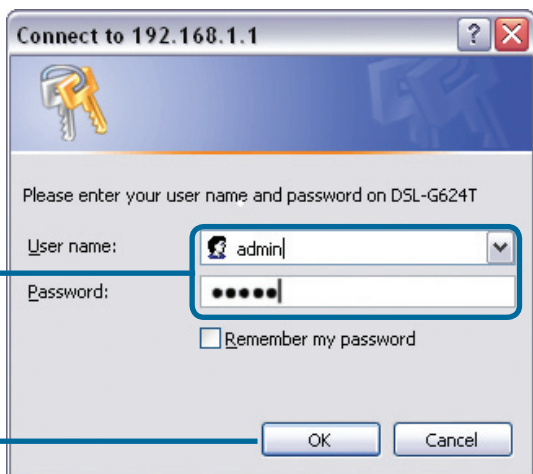 Connect to 192.168.1.1
Please enter your user name and password on DSL-G624T
User name:
admin
Password:
●●●●●
Remember my password
OK
Cancel